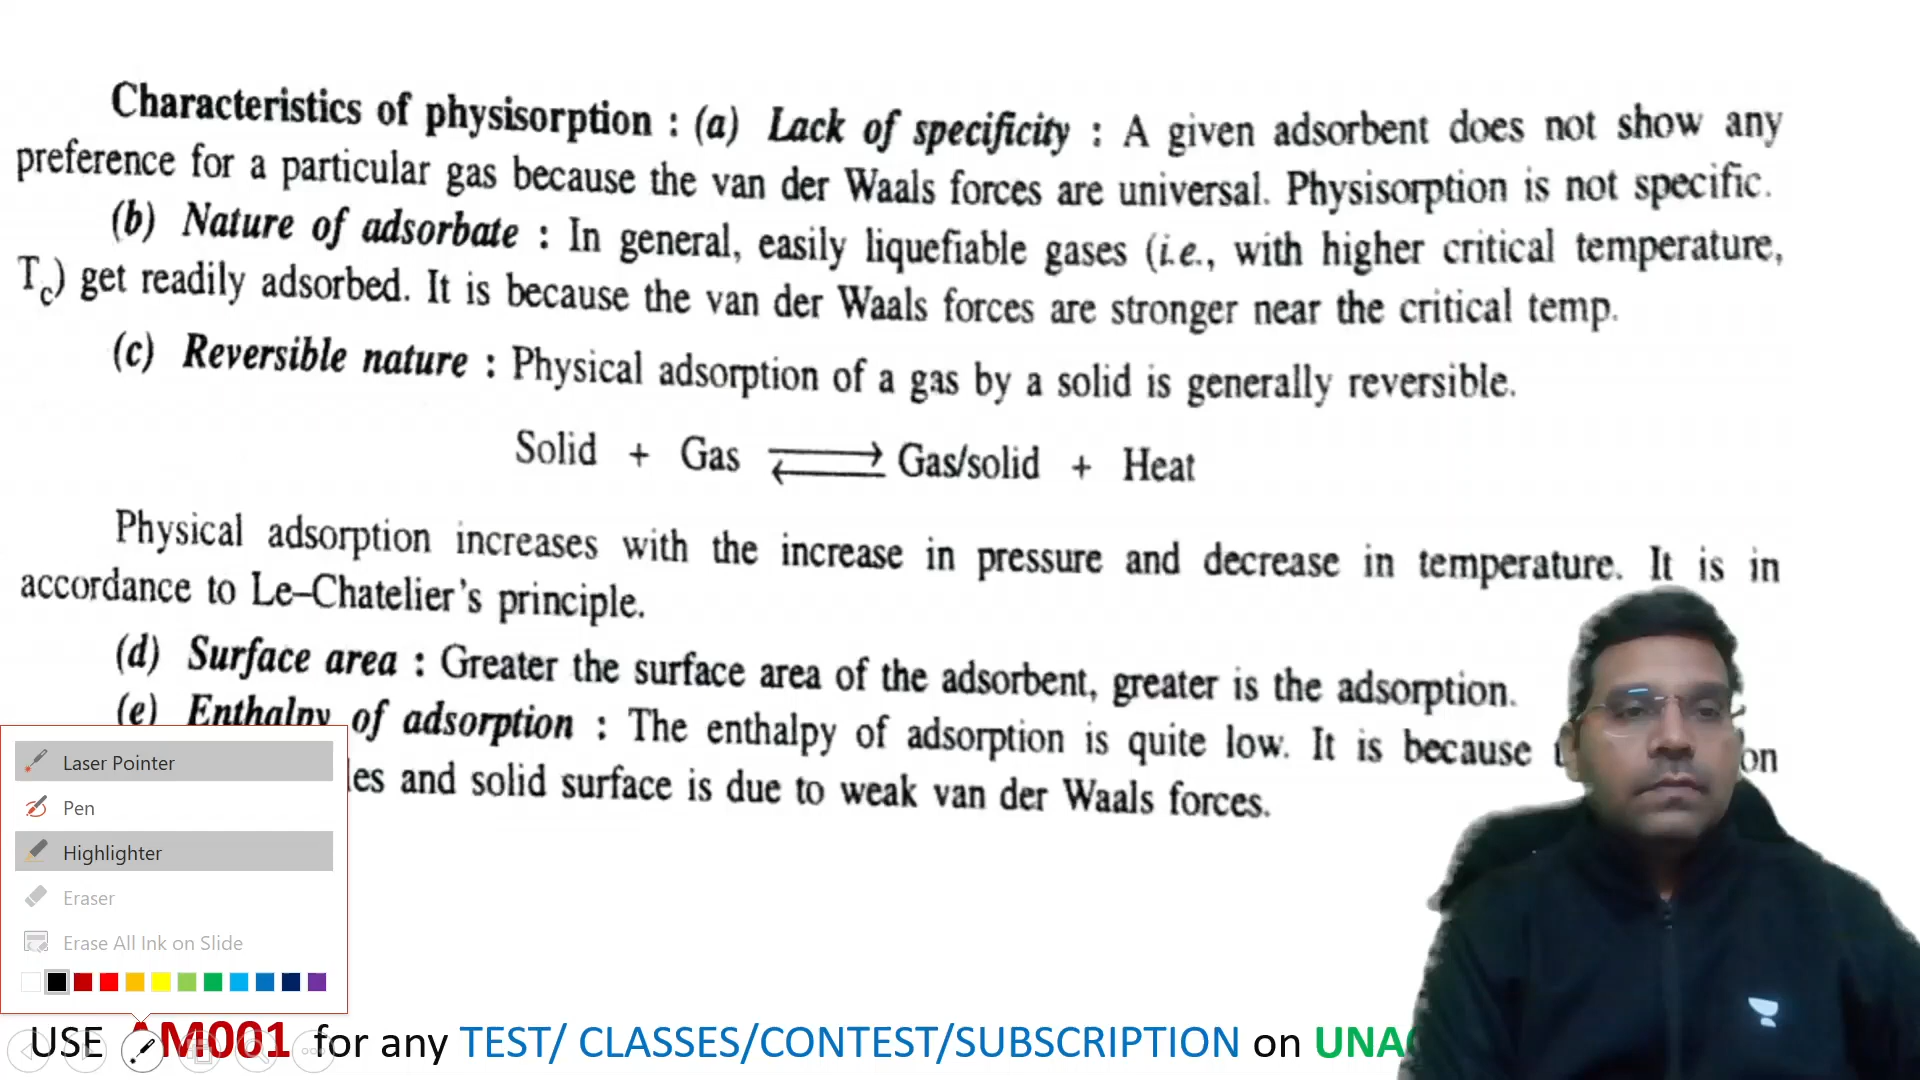 Characteristics of physisorption : (a) Lack of specificity : A given adsorbent does not show any
preference for a particular gas because the van der Waals forces are universal. Physisorption is not specific.
(b) Nature of adsorbate : In general, easily liquefiable gases (i.e., with higher critical temperature,
Tc) get readily adsorbed. It is because the van der Waals forces are stronger near the critical temp.
(c) Reversible nature : Physical adsorption of a gas by a solid is generally reversible.
Solid + Gas ⇌ Gas/solid + Heat
Physical adsorption increases with the increase in pressure and decrease in temperature. It is in
accordance to Le–Chatelier's principle.
(d) Surface area : Greater the surface area of the adsorbent, greater is the adsorption.
(e) Enthalpy of adsorption : The enthalpy of adsorption is quite low. It is because
and solid surface is due to weak van der Waals forces.
Laser Pointer
Pen
Highlighter
Eraser
Erase All Ink on Slide
USE M001 for any TEST/ CLASSES/CONTEST/SUBSCRIPTION on